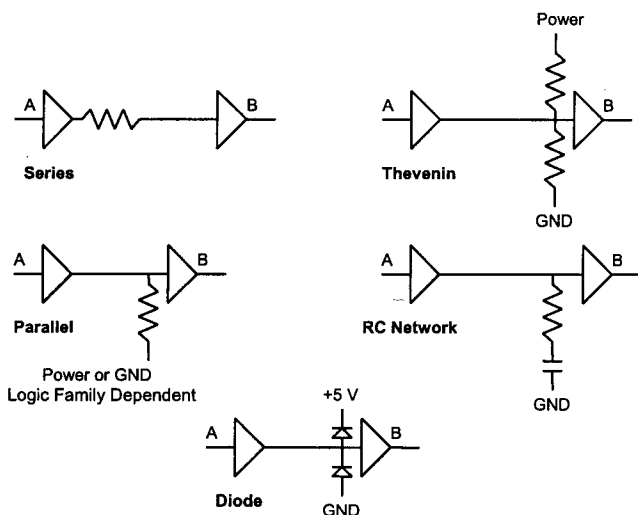 Power
A
B
Series
A
B
Thevenin
GND
A
B
Parallel
Power or GND
Logic Family Dependent
A
B
RC Network
GND
+5 V
A
B
Diode
GND